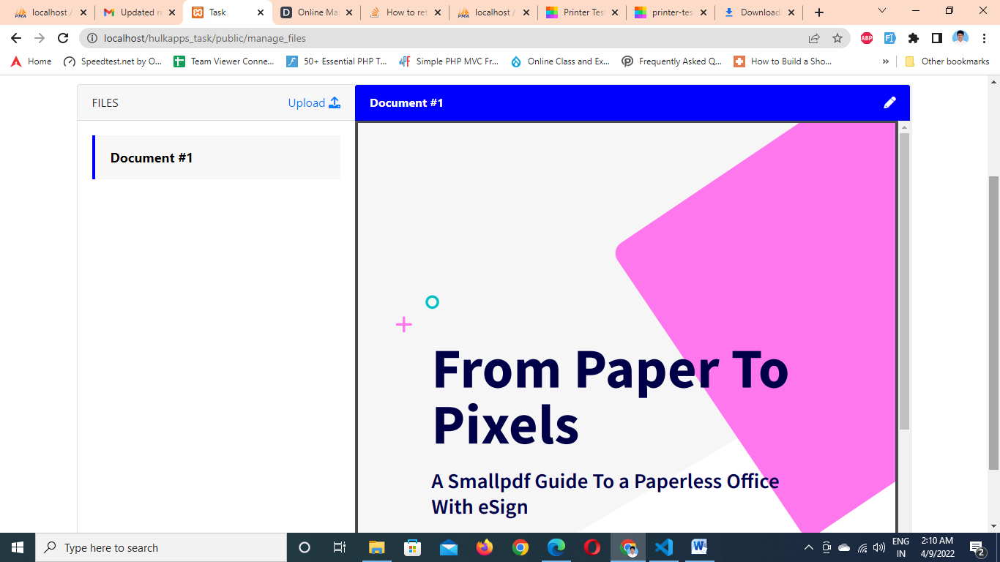 localhost /
Updated r
Task
Online Ma
How to ret
localhost /
Printer Test
printer-tes
Download
localhost/hulkapps_task/public/manage_files
ABP
Home
Speedtest.net by O...
Team Viewer Conne...
50+ Essential PHP T...
Simple PHP MVC Fr...
Online Class and Ex...
Frequently Asked Q...
How to Build a Sho...
»
Other bookmarks
FILES
Upload
Document #1
Document #1
From Paper To
Pixels
A Smallpdf Guide To a Paperless Office
With eSign
Type here to search
ENG
IN
2:10 AM
4/9/2022
2